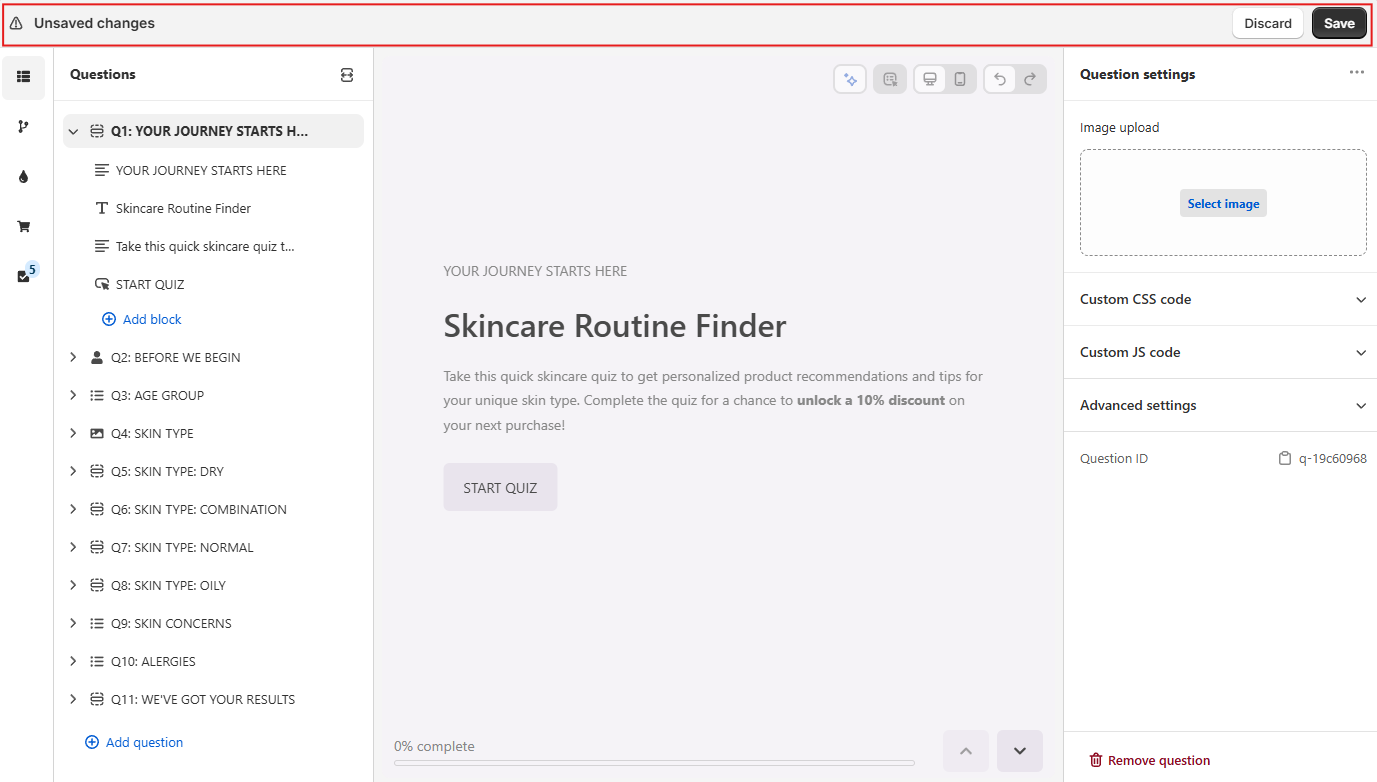 Unsaved changes
Discard
Save
Questions
Q1: YOUR JOURNEY STARTS H...
YOUR JOURNEY STARTS HERE
Skincare Routine Finder
Take this quick skincare quiz t...
START QUIZ
Add block
5
Q2: BEFORE WE BEGIN
Q3: AGE GROUP
Q4: SKIN TYPE
Q5: SKIN TYPE: DRY
Q6: SKIN TYPE: COMBINATION
Q7: SKIN TYPE: NORMAL
Q8: SKIN TYPE: OILY
Q9: SKIN CONCERNS
Q10: ALERGIES
Q11: WE'VE GOT YOUR RESULTS
Add question
YOUR JOURNEY STARTS HERE
Skincare Routine Finder
Take this quick skincare quiz to get personalized product recommendations and tips for
your unique skin type. Complete the quiz for a chance to unlock a 10% discount on
your next purchase!
START QUIZ
0% complete
Question settings
Image upload
Select image
Custom CSS code
Custom JS code
Advanced settings
Question ID
q-19c60968
Remove question